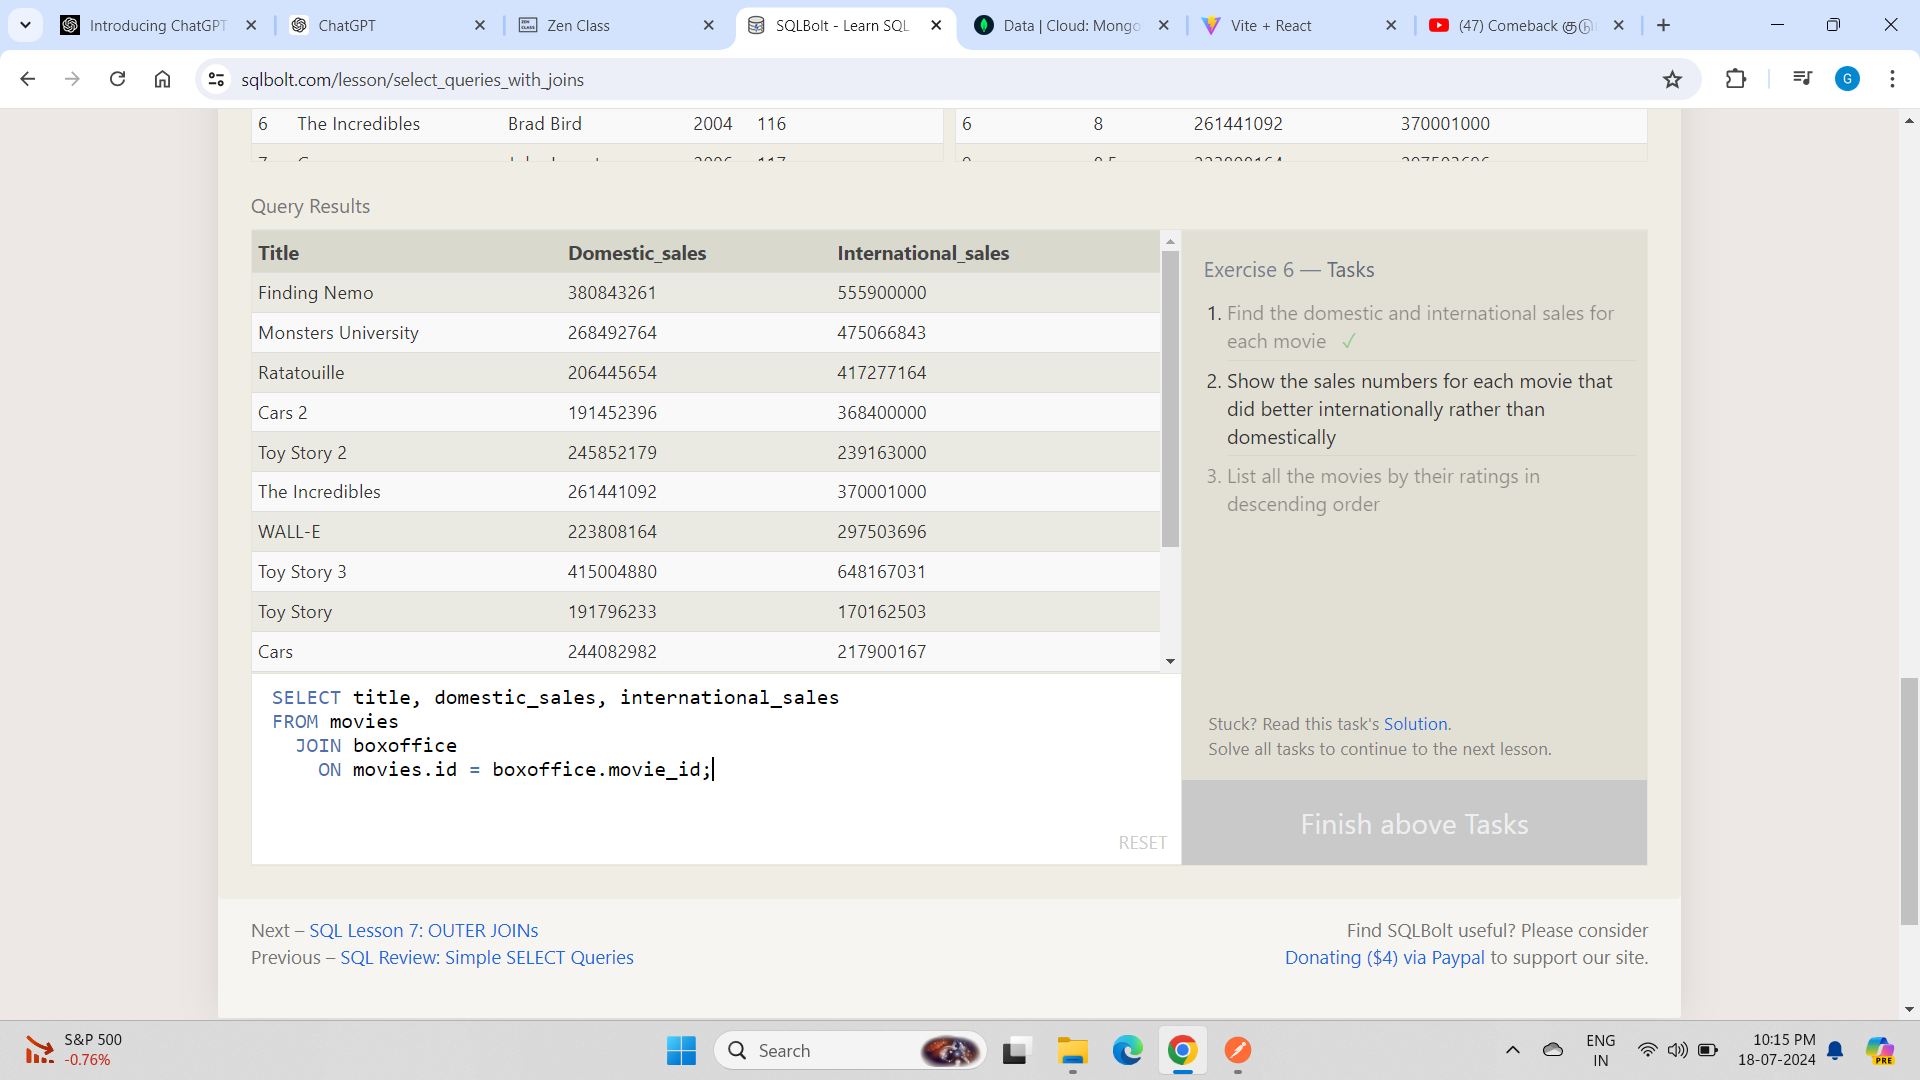 Introducing ChatGPT
ChatGPT
Zen Class
SQLBolt - Learn SQL
Data | Cloud: Mongo
Vite + React
(47) Comeback
sqlbolt.com/lesson/select_queries_with_joins
G
6 The Incredibles Brad Bird 2004 116
6 8 261441092 370001000
Query Results
Title Domestic_sales International_sales
Finding Nemo 380843261 555900000
Monsters University 268492764 475066843
Ratatouille 206445654 417277164
Cars 2 191452396 368400000
Toy Story 2 245852179 239163000
The Incredibles 261441092 370001000
WALL-E 223808164 297503696
Toy Story 3 415004880 648167031
Toy Story 191796233 170162503
Cars 244082982 217900167
SELECT title, domestic_sales, international_sales
FROM movies
JOIN boxoffice
ON movies.id = boxoffice.movie_id;
RESET
Exercise 6 — Tasks
1. Find the domestic and international sales for
each movie ✓
2. Show the sales numbers for each movie that
did better internationally rather than
domestically
3. List all the movies by their ratings in
descending order
Stuck? Read this task's Solution.
Solve all tasks to continue to the next lesson.
Finish above Tasks
Next – SQL Lesson 7: OUTER JOINs
Previous – SQL Review: Simple SELECT Queries
Find SQLBolt useful? Please consider
Donating ($4) via Paypal to support our site.
S&P 500
-0.76%
Search
ENG
IN
10:15 PM
18-07-2024
PRE